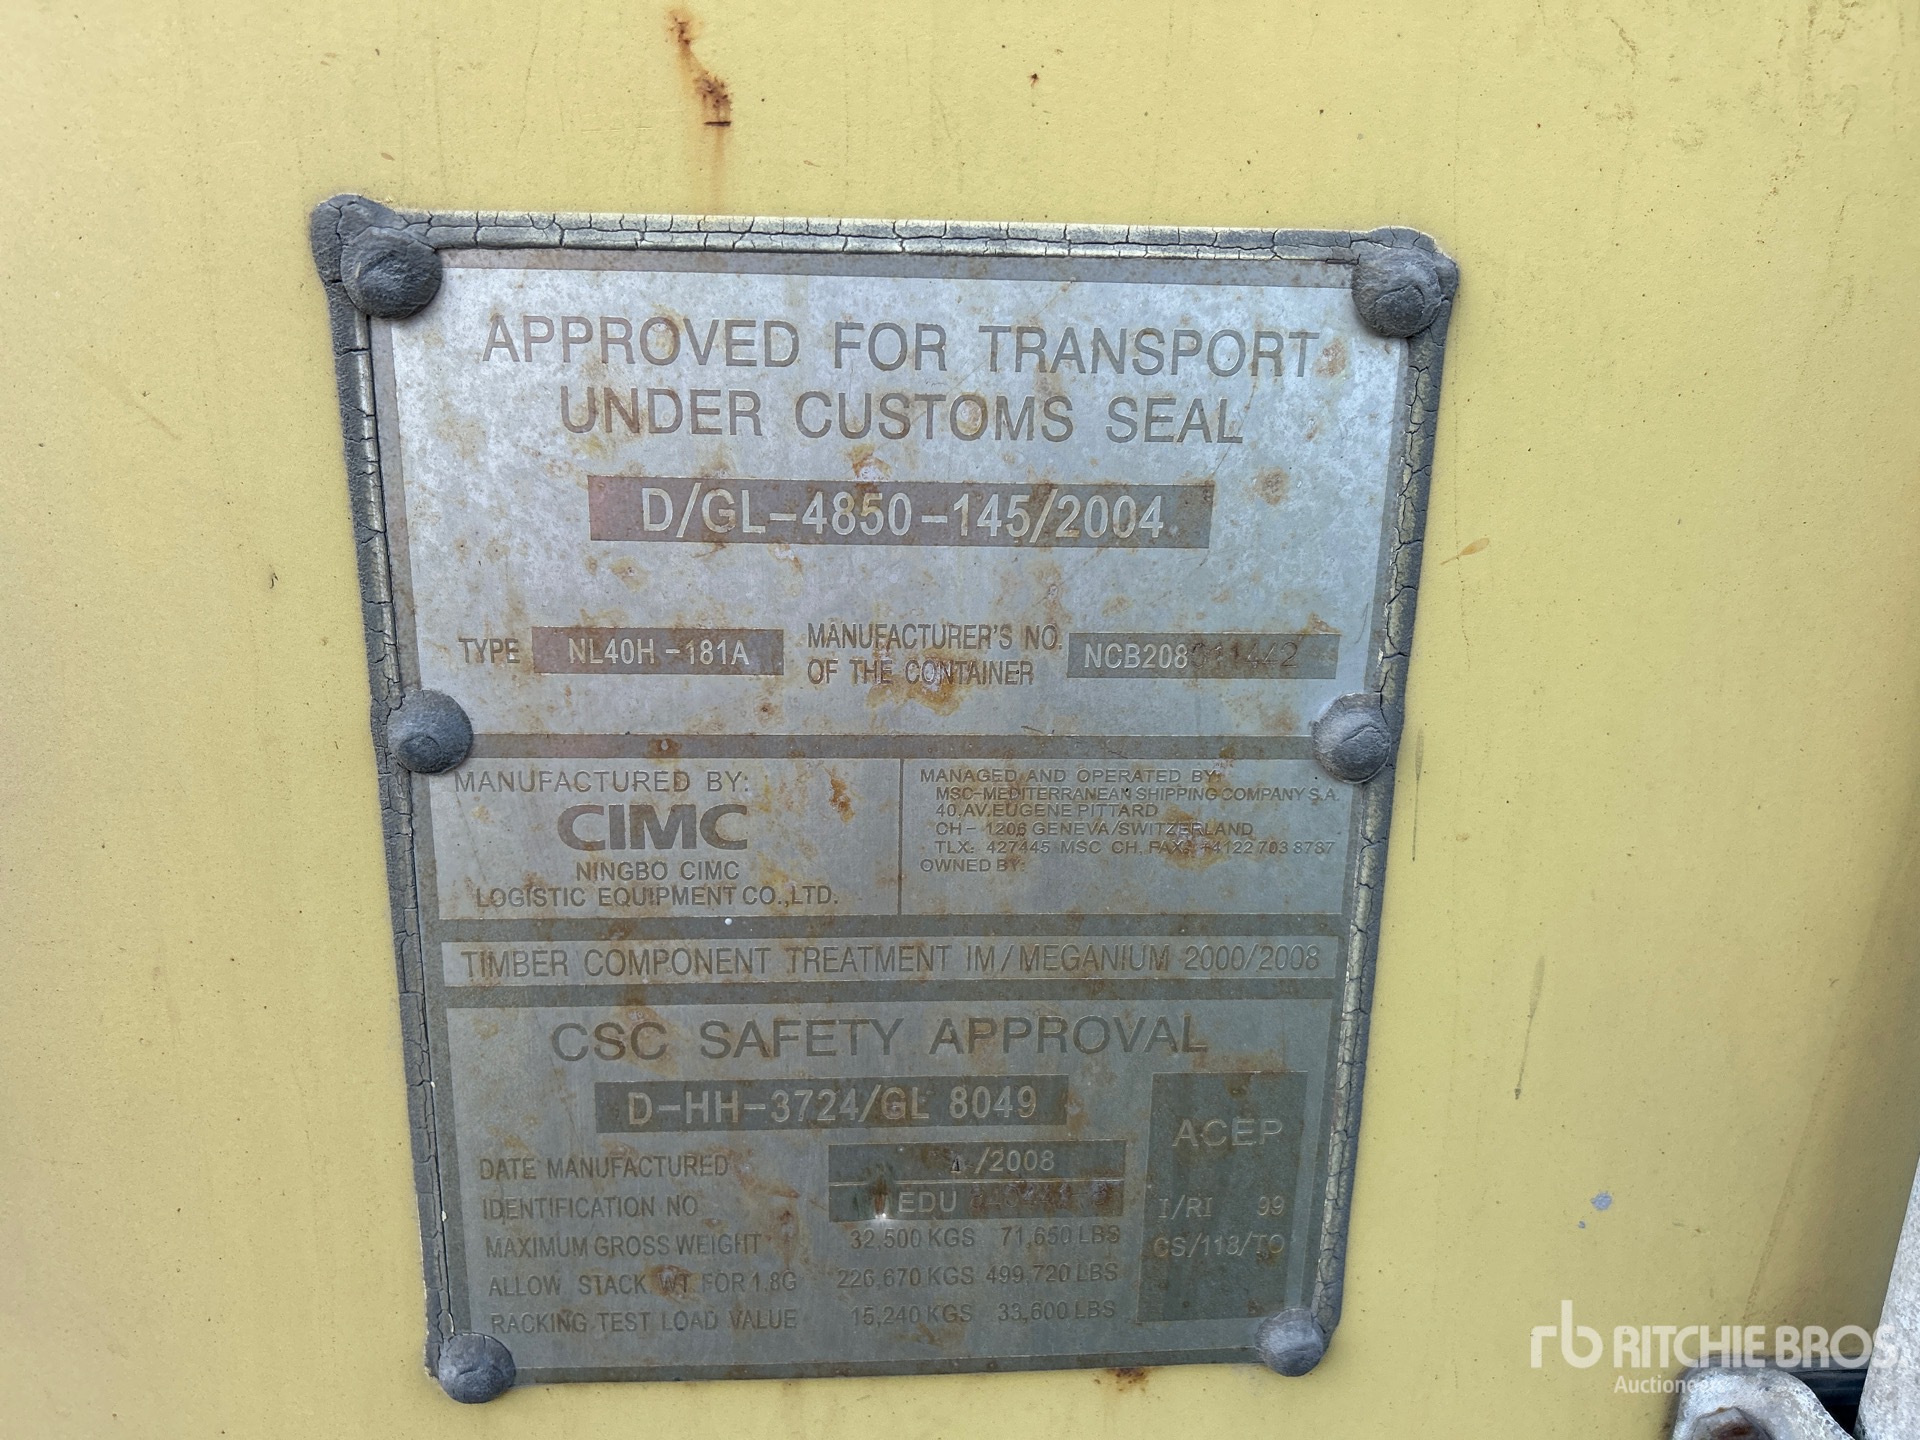 APPROVED FOR TRANSPORT
UNDER CUSTOMS SEAL
D/GL-4850-145/2004
TYPE NL40H-181A MANUFACTURER'S NO. OF THE CONTAINER NCB208
MANUFACTURED BY:
CIMC
NINGBO CIMC
LOGISTIC EQUIPMENT CO.,LTD.
MANAGED AND OPERATED BY:
MSC-MEDITERRANEAN SHIPPING COMPANY S.A.
40,AV.EUGENE PITTARD
CH-1206 GENEVA/SWITZERLAND
TLX: 427445 MSC CH, FAX: +4122 703 8787
OWNED BY:
TIMBER COMPONENT TREATMENT IM/MEGANIUM 2000/2008
CSC SAFETY APPROVAL
D-HH-3724/GL 8049
DATE MANUFACTURED /2008
IDENTIFICATION NO EDU
MAXIMUM GROSS WEIGHT 32,500 KGS 71,650 LBS
ALLOW STACK WT FOR 1.8G 226,670 KGS 499,720 LBS
RACKING TEST LOAD VALUE 15,240 KGS 33,600 LBS
ACEP
I/RI 99
CS/113/TO
rb RITCHIE BROS.
Auctioneers